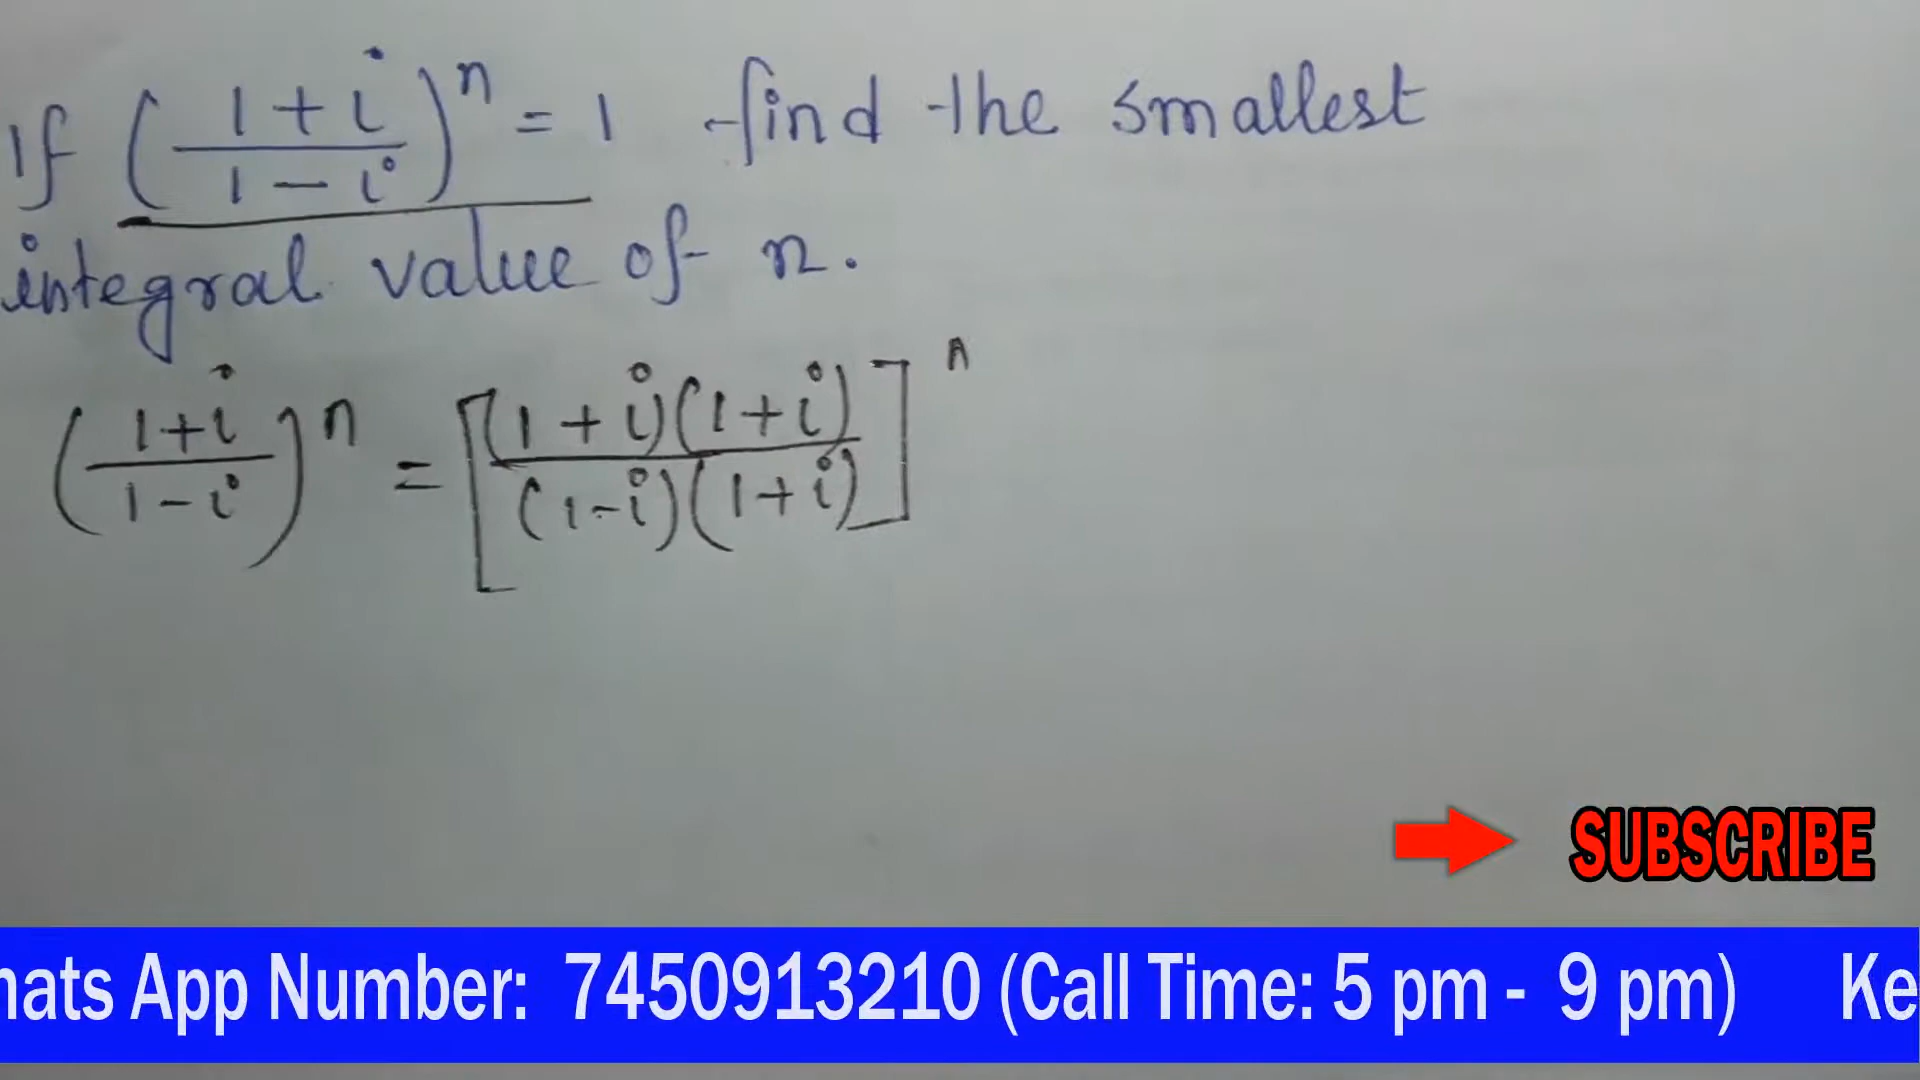 If (1+i/1-i)^n = 1 find the smallest
integral value of n.
(1+i/1-i)^n = [(1+i)(1+i)/(1-i)(1+i)]^n
SUBSCRIBE
hats App Number: 7450913210 (Call Time: 5 pm - 9 pm) Ke